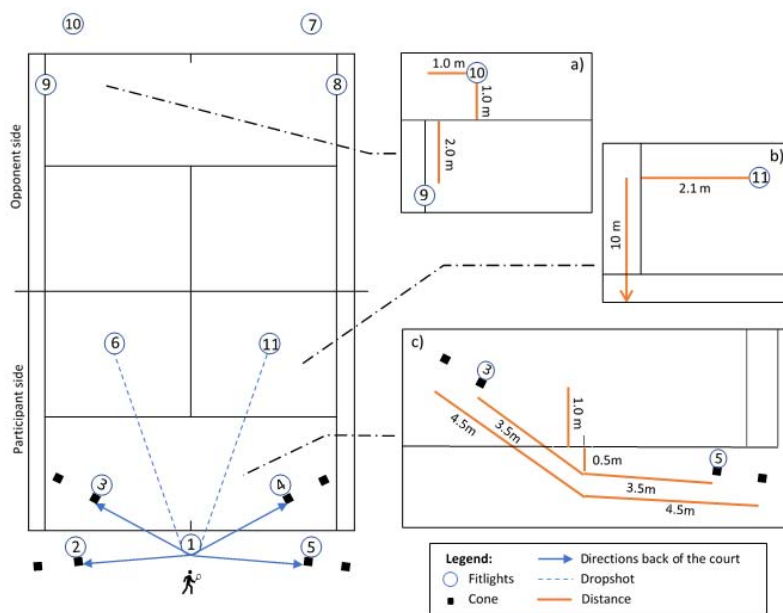 10
7
9
8
Opponent side
6
11
Participant side
3
4
1
2
5
a)
1.0 m
10
1.0 m
2.0 m
9
b)
11
2.1 m
10 m
c)
3
1.0 m
4.5m
3.5m
0.5m
5
3.5m
4.5m
Legend:
Directions back of the court
Fitlights
Dropshot
Cone
Distance